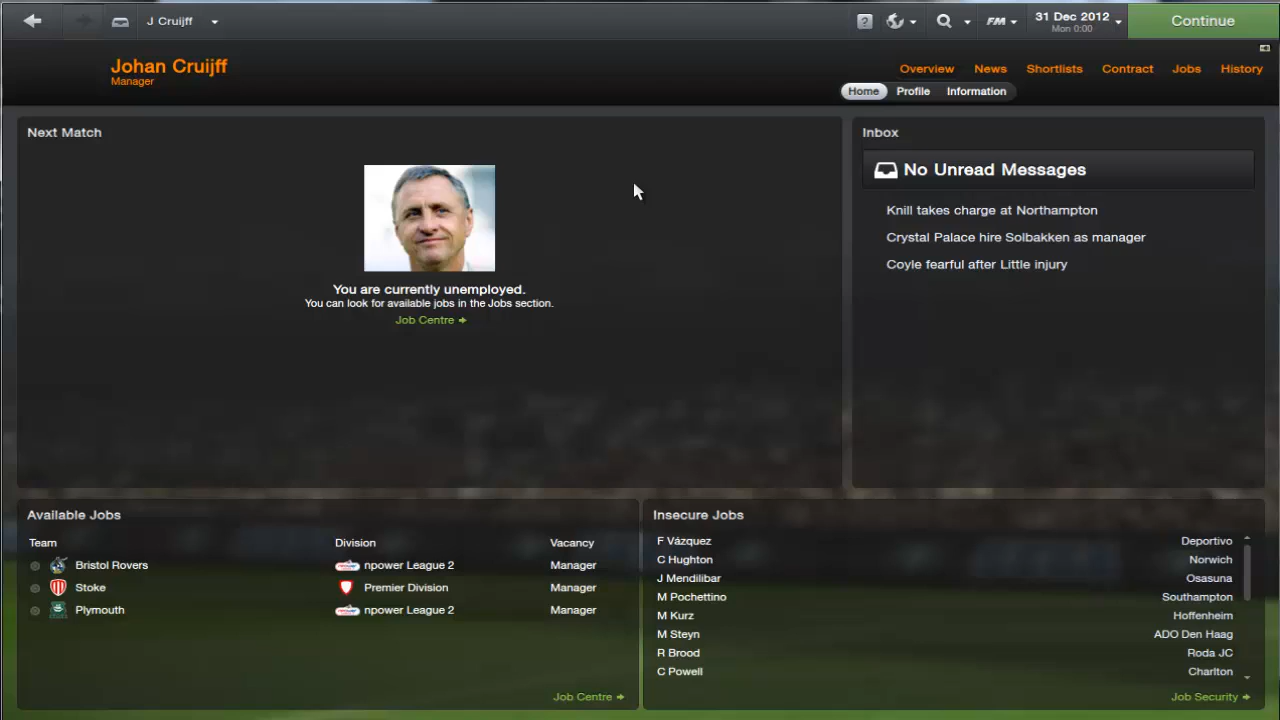 J Cruijff
?
FM
31 Dec 2012
Mon 0:00
Continue
Johan Cruijff
Manager
Overview News Shortlists Contract Jobs History
Home Profile Information
Next Match
You are currently unemployed.
You can look for available jobs in the Jobs section.
Job Centre
Inbox
No Unread Messages
Knill takes charge at Northampton
Crystal Palace hire Solbakken as manager
Coyle fearful after Little injury
Available Jobs
Team Division Vacancy
Bristol Rovers npower League 2 Manager
Stoke Premier Division Manager
Plymouth npower League 2 Manager
Job Centre
Insecure Jobs
F Vázquez Deportivo
C Hughton Norwich
J Mendilibar Osasuna
M Pochettino Southampton
M Kurz Hoffenheim
M Steyn ADO Den Haag
R Brood Roda JC
C Powell Charlton
Job Security